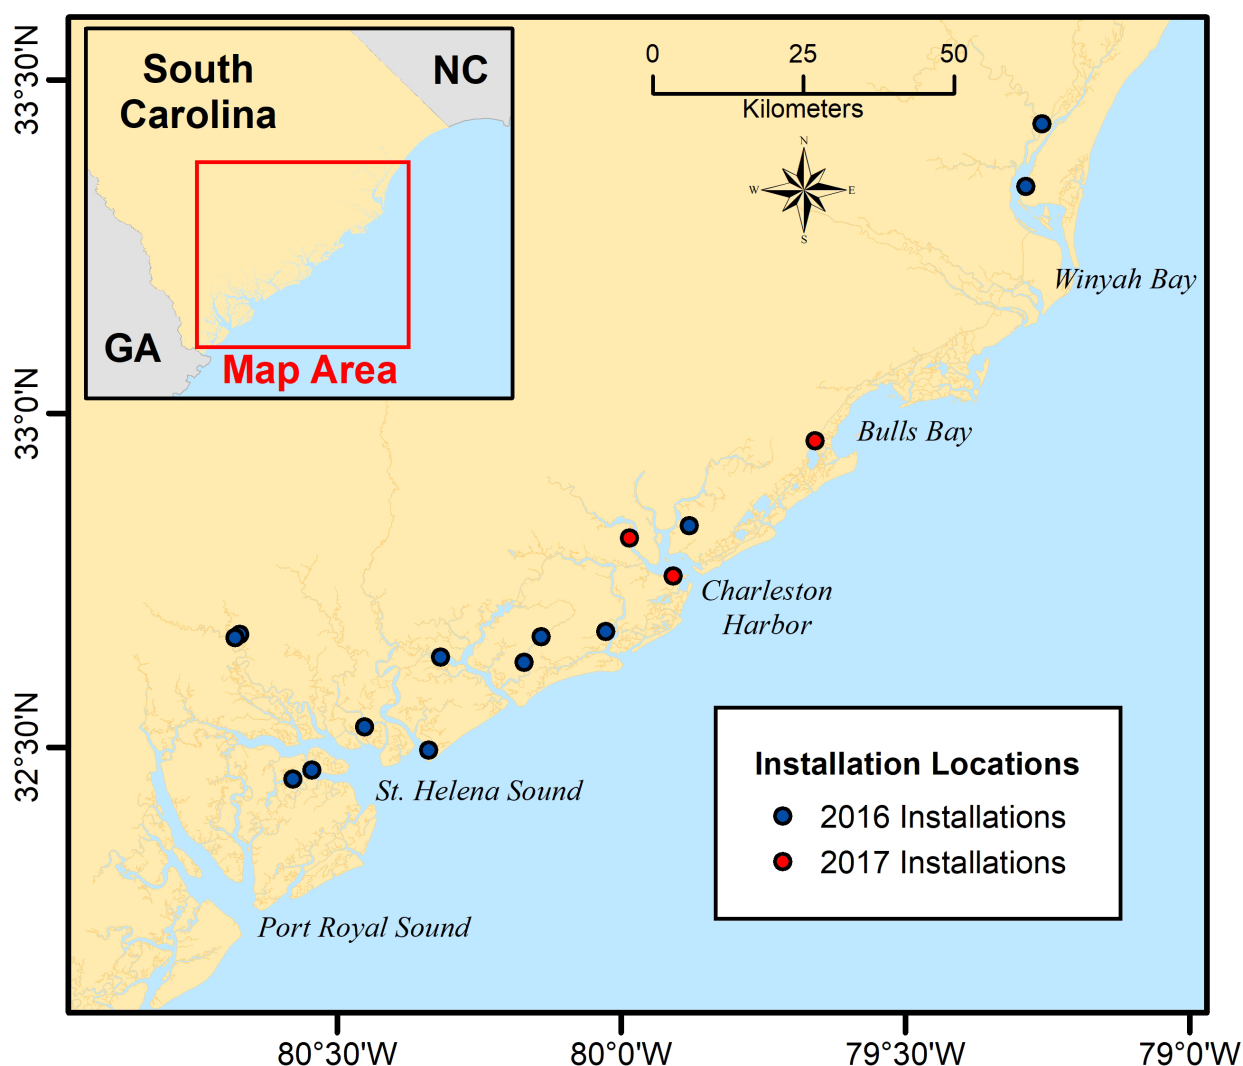 South
Carolina
NC
GA
Map Area
0 25 50
Kilometers
N
W E
S
33°30'N
33°0'N
32°30'N
Winyah Bay
Bulls Bay
Charleston
Harbor
St. Helena Sound
Port Royal Sound
Installation Locations
2016 Installations
2017 Installations
80°30'W 80°0'W 79°30'W 79°0'W